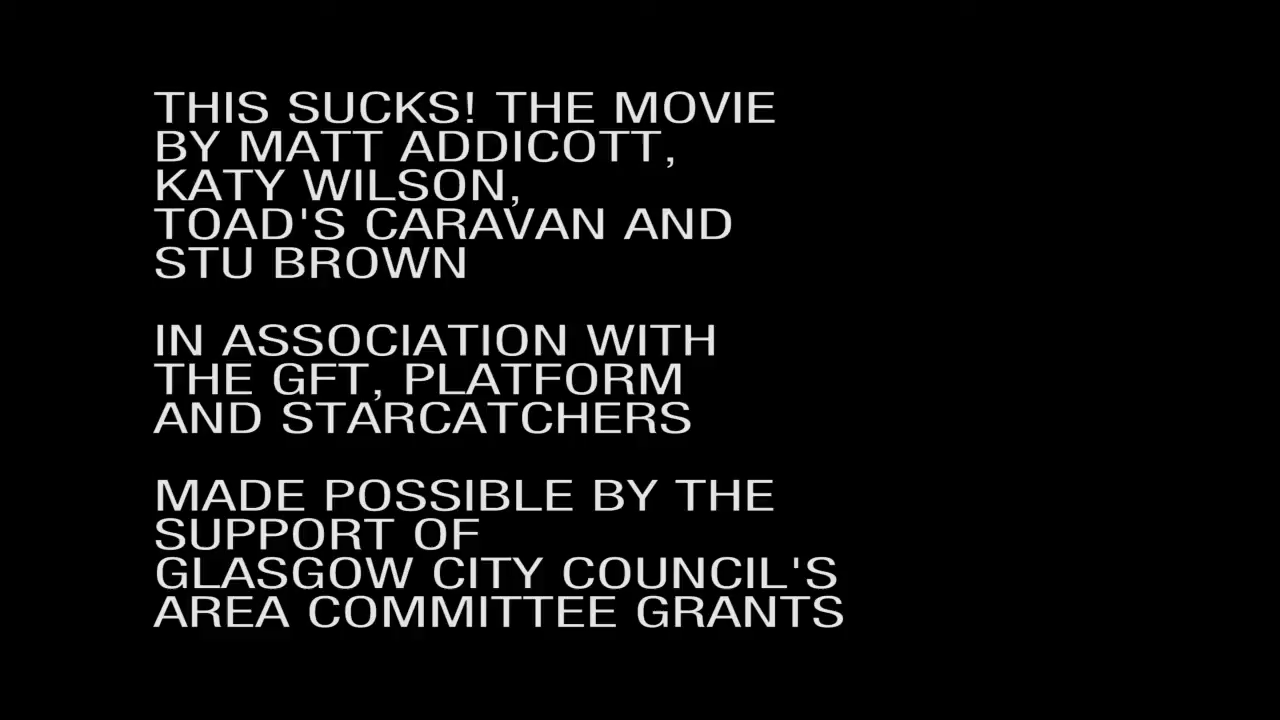 THIS SUCKS! THE MOVIE
BY MATT ADDICOTT,
KATY WILSON,
TOAD'S CARAVAN AND
STU BROWN
IN ASSOCIATION WITH
THE GFT, PLATFORM
AND STARCATCHERS
MADE POSSIBLE BY THE
SUPPORT OF
GLASGOW CITY COUNCIL'S
AREA COMMITTEE GRANTS